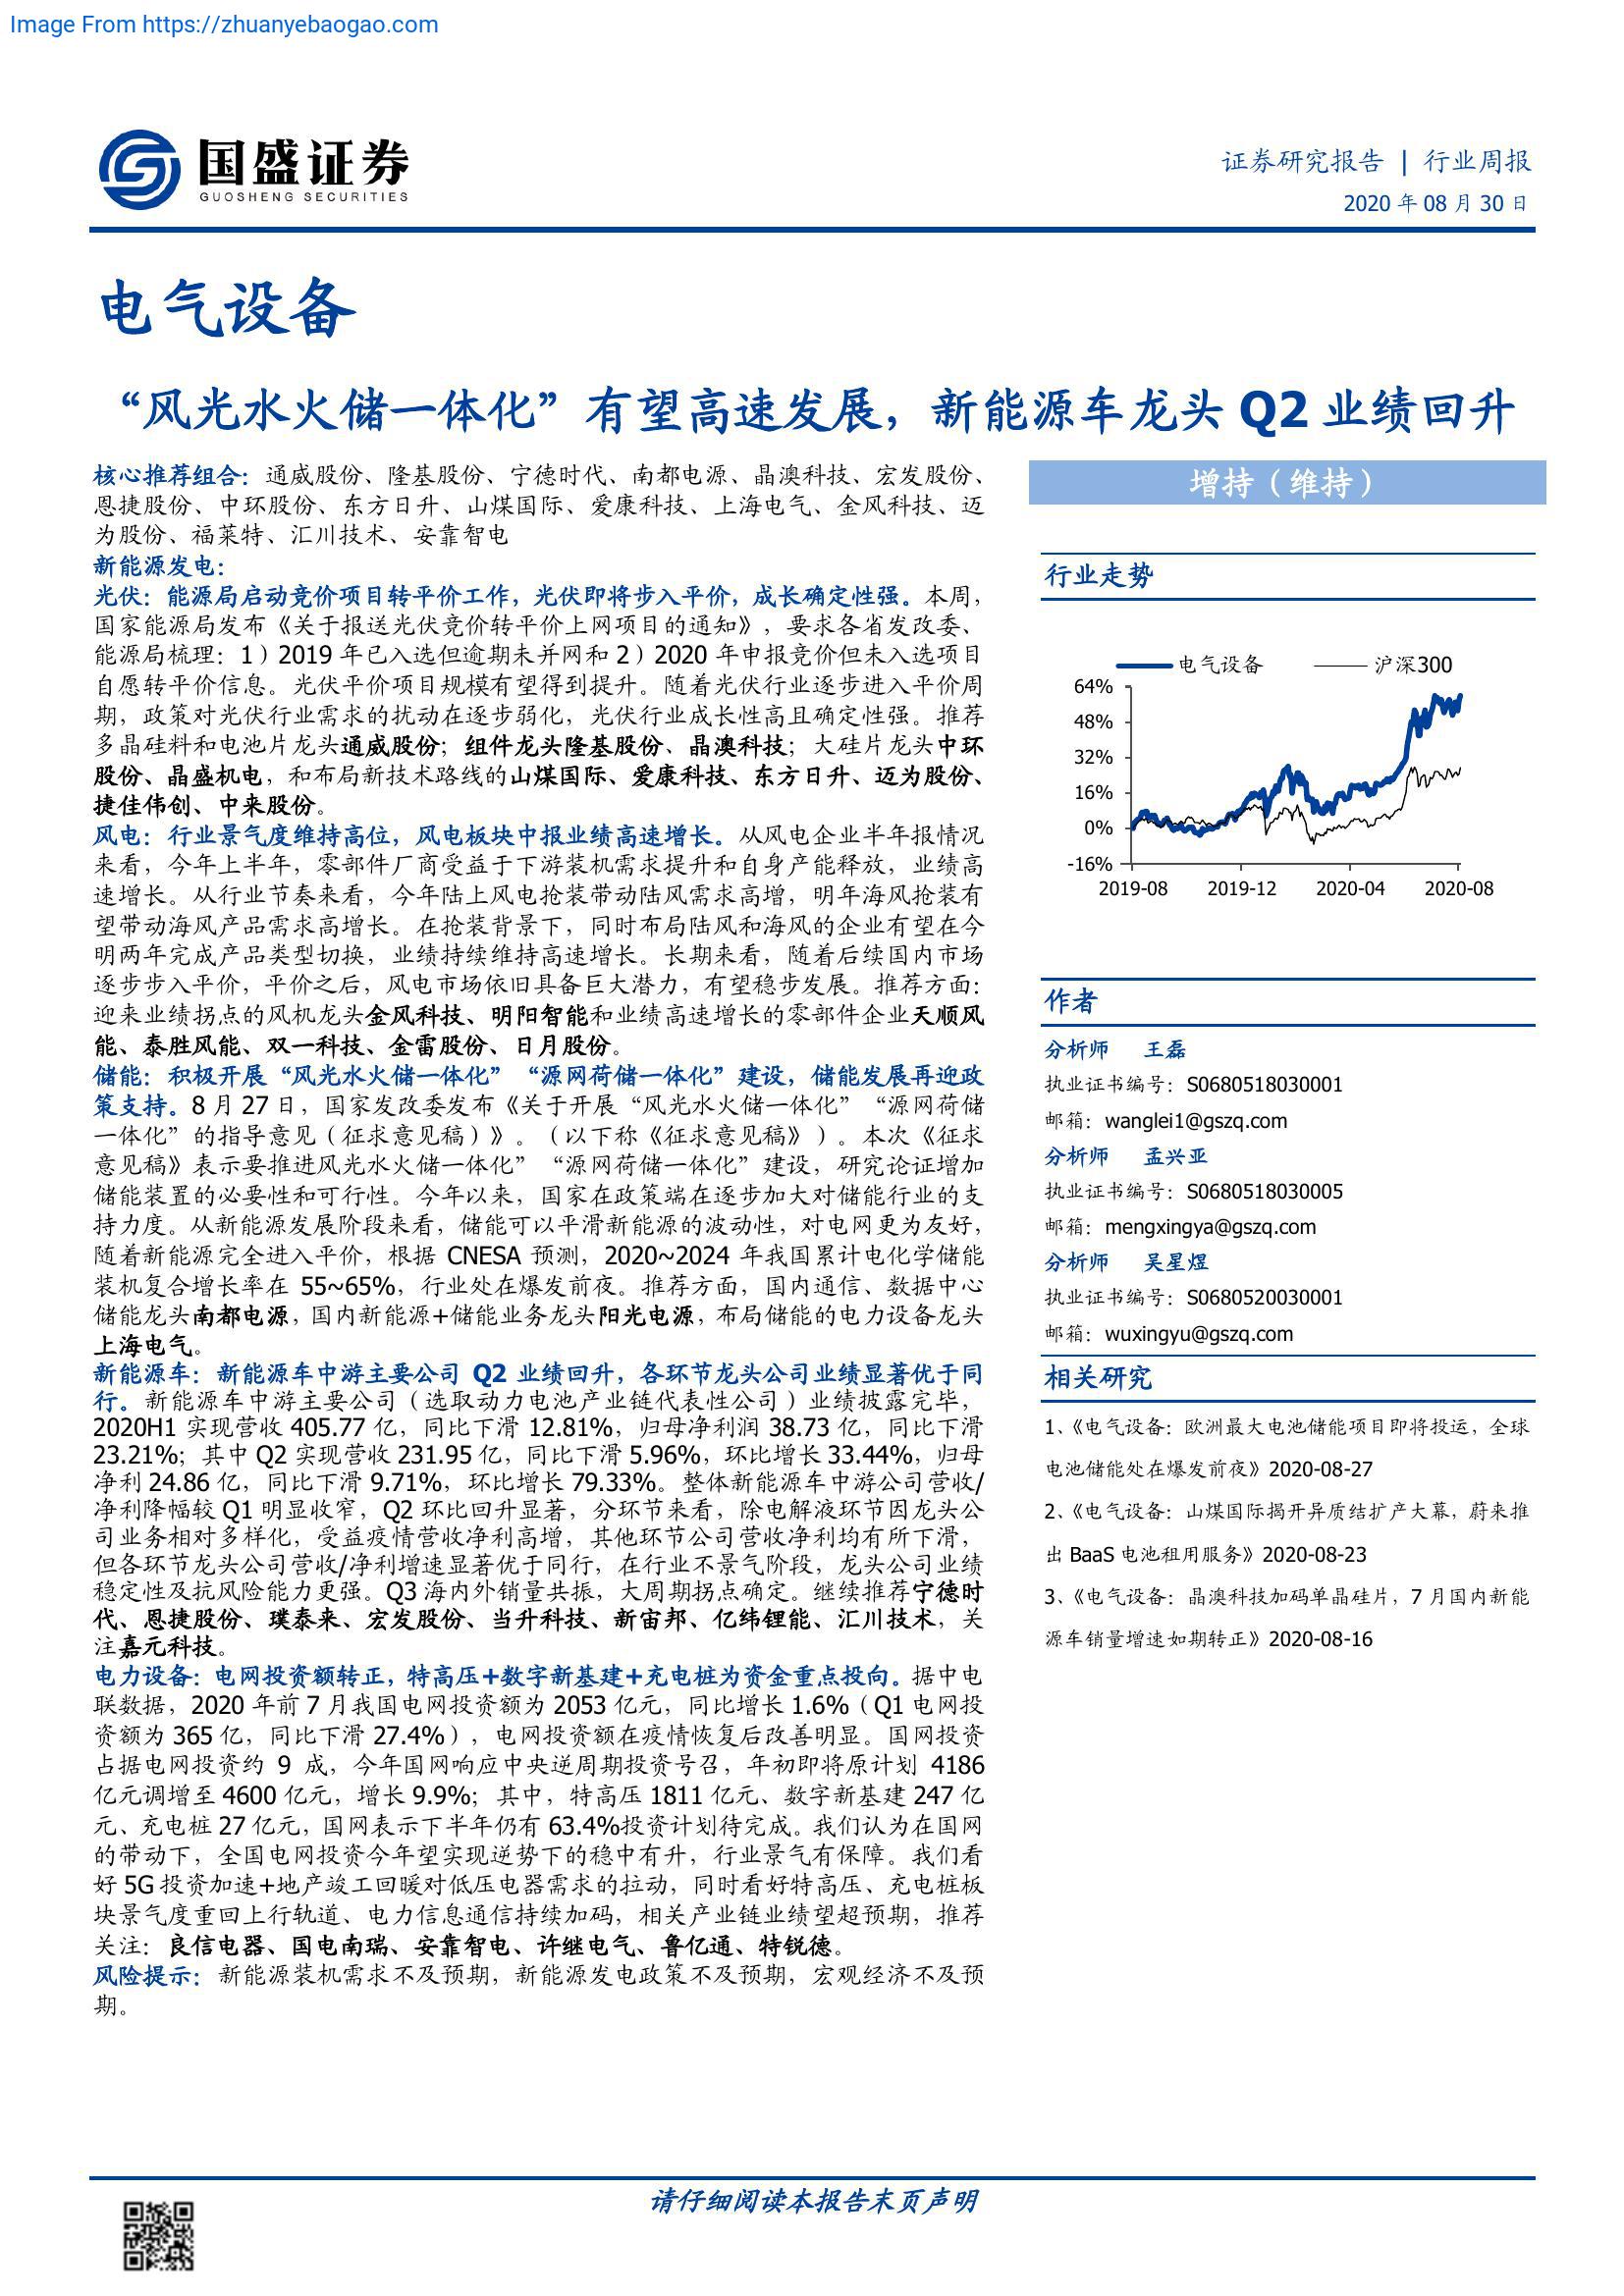 Image From https://zhuanyebaogao.com
国盛证券
GUOSHENG SECURITIES
证券研究报告 | 行业周报
2020 年 08 月 30 日
电气设备
“风光水火储一体化”有望高速发展，新能源车龙头 Q2 业绩回升
核心推荐组合：通威股份、隆基股份、宁德时代、南都电源、晶澳科技、宏发股份、
恩捷股份、中环股份、东方日升、山煤国际、爱康科技、上海电气、金风科技、迈
为股份、福莱特、汇川技术、安靠智电
新能源发电：
光伏：能源局启动竞价项目转平价工作，光伏即将步入平价，成长确定性强。本周，
国家能源局发布《关于报送光伏竞价转平价上网项目的通知》，要求各省发改委、
能源局梳理：1）2019 年已入选但逾期未并网和 2）2020 年申报竞价但未入选项目
自愿转平价信息。光伏平价项目规模有望得到提升。随着光伏行业逐步进入平价周
期，政策对光伏行业需求的扰动在逐步弱化，光伏行业成长性高且确定性强。推荐
多晶硅料和电池片龙头通威股份；组件龙头隆基股份、晶澳科技；大硅片龙头中环
股份、晶盛机电，和布局新技术路线的山煤国际、爱康科技、东方日升、迈为股份、
捷佳伟创、中来股份。
风电：行业景气度维持高位，风电板块中报业绩高速增长。从风电企业半年报情况
来看，今年上半年，零部件厂商受益于下游装机需求提升和自身产能释放，业绩高
速增长。从行业节奏来看，今年陆上风电抢装带动陆风需求高增，明年海风抢装有
望带动海风产品需求高增长。在抢装背景下，同时布局陆风和海风的企业有望在今
明两年完成产品类型切换，业绩持续维持高速增长。长期来看，随着后续国内市场
逐步步入平价，平价之后，风电市场依旧具备巨大潜力，有望稳步发展。推荐方面：
迎来业绩拐点的风机龙头金风科技、明阳智能和业绩高速增长的零部件企业天顺风
能、泰胜风能、双一科技、金雷股份、日月股份。
储能：积极开展“风光水火储一体化”“源网荷储一体化”建设，储能发展再迎政
策支持。8 月 27 日，国家发改委发布《关于开展“风光水火储一体化”“源网荷储
一体化”的指导意见（征求意见稿）》。（以下称《征求意见稿》）。本次《征求
意见稿》表示要推进风光水火储一体化”“源网荷储一体化”建设，研究论证增加
储能装置的必要性和可行性。今年以来，国家在政策端在逐步加大对储能行业的支
持力度。从新能源发展阶段来看，储能可以平滑新能源的波动性，对电网更为友好，
随着新能源完全进入平价，根据 CNESA 预测，2020~2024 年我国累计电化学储能
装机复合增长率在 55~65%，行业处在爆发前夜。推荐方面，国内通信、数据中心
储能龙头南都电源，国内新能源+储能业务龙头阳光电源，布局储能的电力设备龙头
上海电气。
新能源车：新能源车中游主要公司 Q2 业绩回升，各环节龙头公司业绩显著优于同
行。新能源车中游主要公司（选取动力电池产业链代表性公司）业绩披露完毕，
2020H1 实现营收 405.77 亿，同比下滑 12.81%，归母净利润 38.73 亿，同比下滑
23.21%；其中 Q2 实现营收 231.95 亿，同比下滑 5.96%，环比增长 33.44%，归母
净利 24.86 亿，同比下滑 9.71%，环比增长 79.33%。整体新能源车中游公司营收/
净利降幅较 Q1 明显收窄，Q2 环比回升显著，分环节来看，除电解液环节因龙头公
司业务相对多样化，受益疫情营收净利高增，其他环节公司营收净利均有所下滑，
但各环节龙头公司营收/净利增速显著优于同行，在行业不景气阶段，龙头公司业绩
稳定性及抗风险能力更强。Q3 海内外销量共振，大周期拐点确定。继续推荐宁德时
代、恩捷股份、璞泰来、宏发股份、当升科技、新宙邦、亿纬锂能、汇川技术，关
注嘉元科技。
电力设备：电网投资额转正，特高压+数字新基建+充电桩为资金重点投向。据中电
联数据，2020 年前 7 月我国电网投资额为 2053 亿元，同比增长 1.6%（Q1 电网投
资额为 365 亿，同比下滑 27.4%），电网投资额在疫情恢复后改善明显。国网投资
占据电网投资约 9 成，今年国网响应中央逆周期投资号召，年初即将原计划 4186
亿元调增至 4600 亿元，增长 9.9%；其中，特高压 1811 亿元、数字新基建 247 亿
元、充电桩 27 亿元，国网表示下半年仍有 63.4%投资计划待完成。我们认为在国网
的带动下，全国电网投资今年望实现逆势下的稳中有升，行业景气有保障。我们看
好 5G 投资加速+地产竣工回暖对低压电器需求的拉动，同时看好特高压、充电桩板
块景气度重回上行轨道、电力信息通信持续加码，相关产业链业绩望超预期，推荐
关注：良信电器、国电南瑞、安靠智电、许继电气、鲁亿通、特锐德。
风险提示：新能源装机需求不及预期，新能源发电政策不及预期，宏观经济不及预
期。
增持（维持）
行业走势
电气设备 沪深300
64%
48%
32%
16%
0%
-16%
2019-08 2019-12 2020-04 2020-08
作者
分析师 王磊
执业证书编号：S0680518030001
邮箱：wanglei1@gszq.com
分析师 孟兴亚
执业证书编号：S0680518030005
邮箱：mengxingya@gszq.com
分析师 吴星煜
执业证书编号：S0680520030001
邮箱：wuxingyu@gszq.com
相关研究
1、《电气设备：欧洲最大电池储能项目即将投运，全球
电池储能处在爆发前夜》2020-08-27
2、《电气设备：山煤国际揭开异质结扩产大幕，蔚来推
出 BaaS 电池租用服务》2020-08-23
3、《电气设备：晶澳科技加码单晶硅片，7 月国内新能
源车销量增速如期转正》2020-08-16
请仔细阅读本报告末页声明